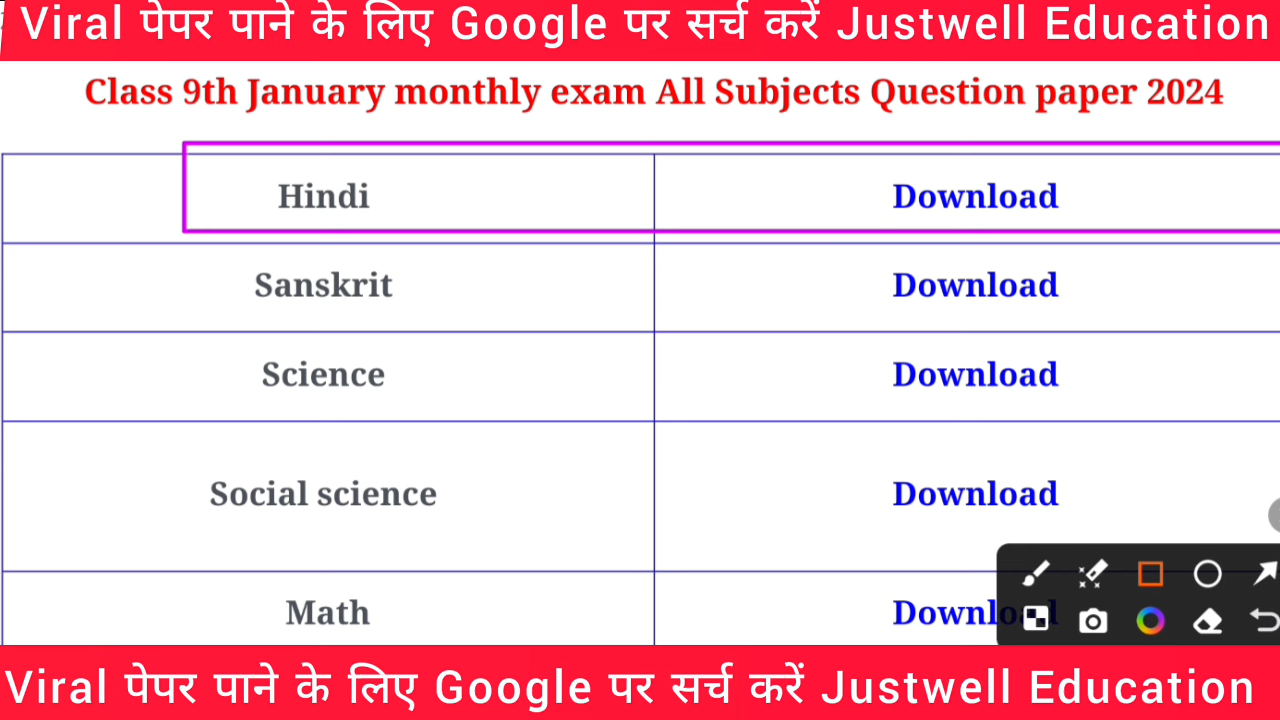 Viral पेपर पाने के लिए Google पर सर्च करें Justwell Education
Class 9th January monthly exam All Subjects Question paper 2024
Hindi Download
Sanskrit Download
Science Download
Social science Download
Math Downl
Viral पेपर पाने के लिए Google पर सर्च करें Justwell Education